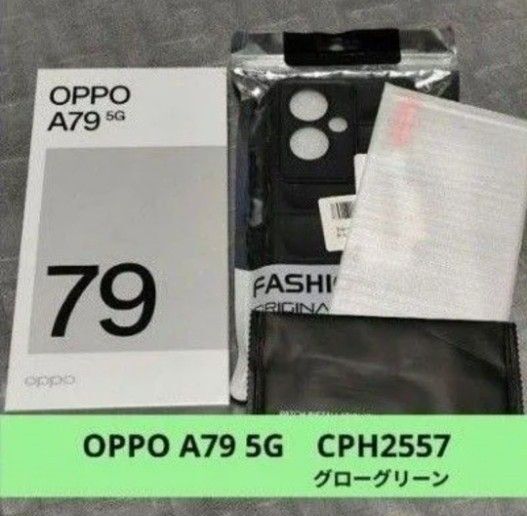 OPPO
A79 5G
79
oppo
FASHI
ORIGINA
OPPO A79 5G CPH2557
グローグリーン